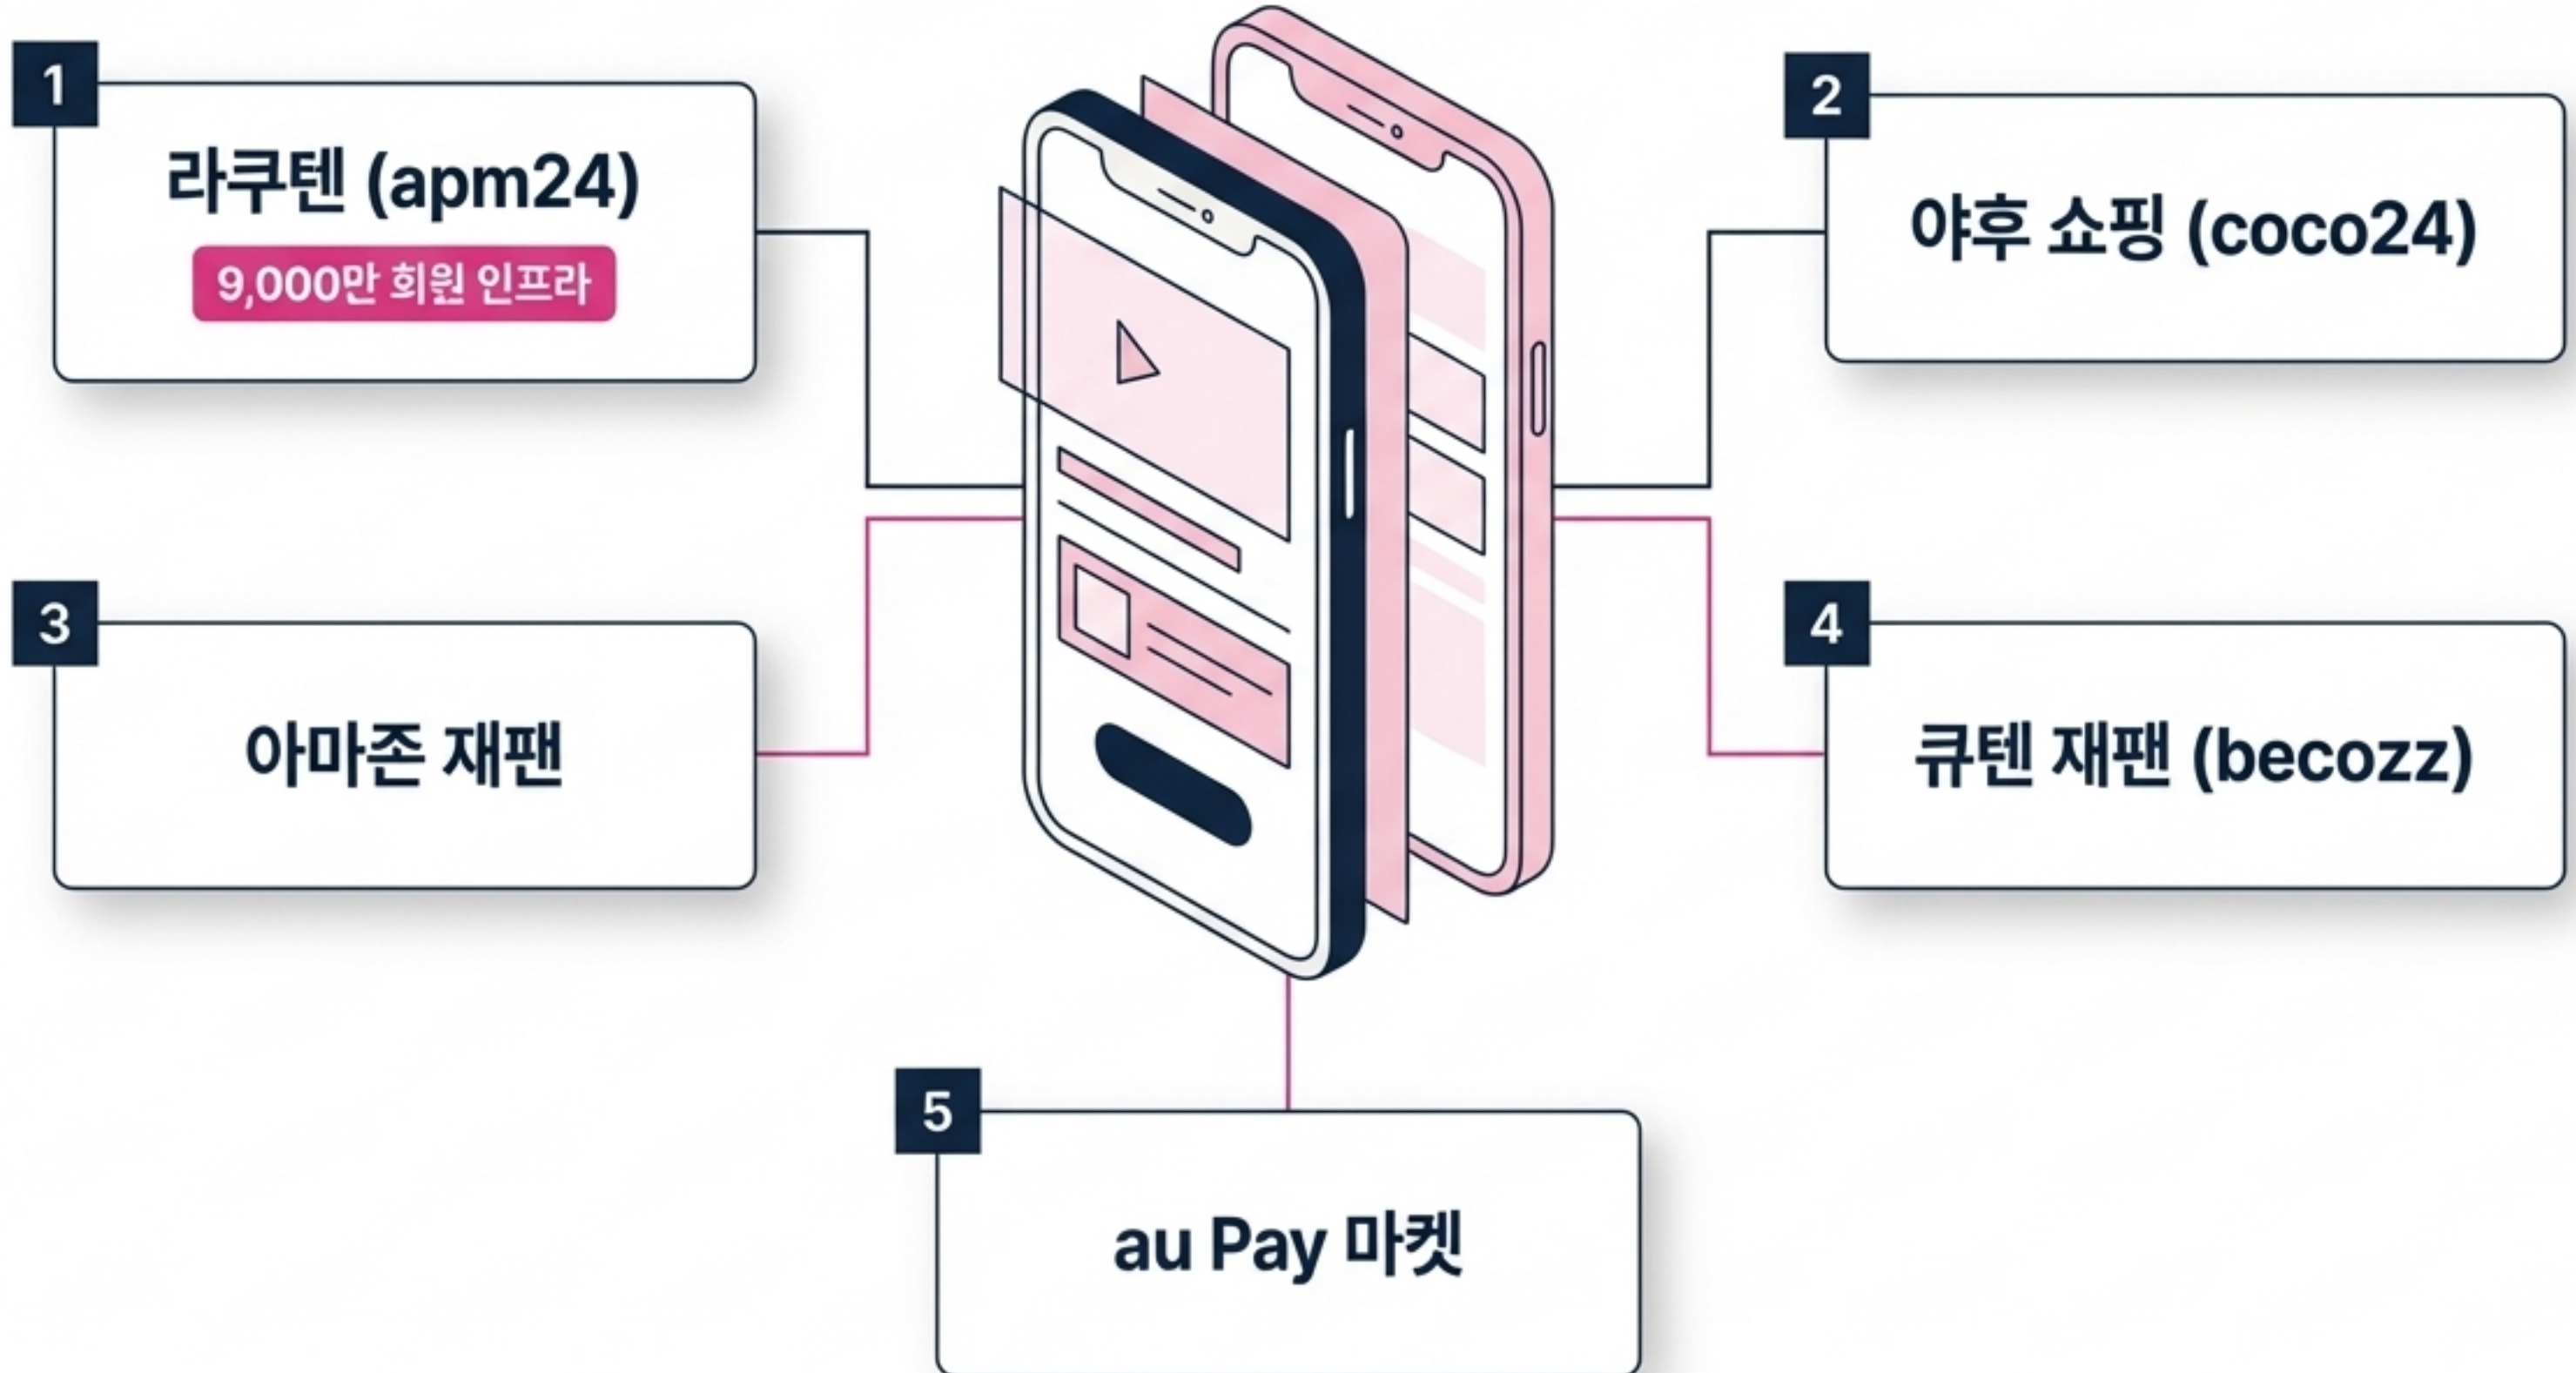 1
라쿠텐 (apm24)
9,000만 회원 인프라
2
야후 쇼핑 (coco24)
3
아마존 재팬
4
큐텐 재팬 (becozz)
5
au Pay 마켓